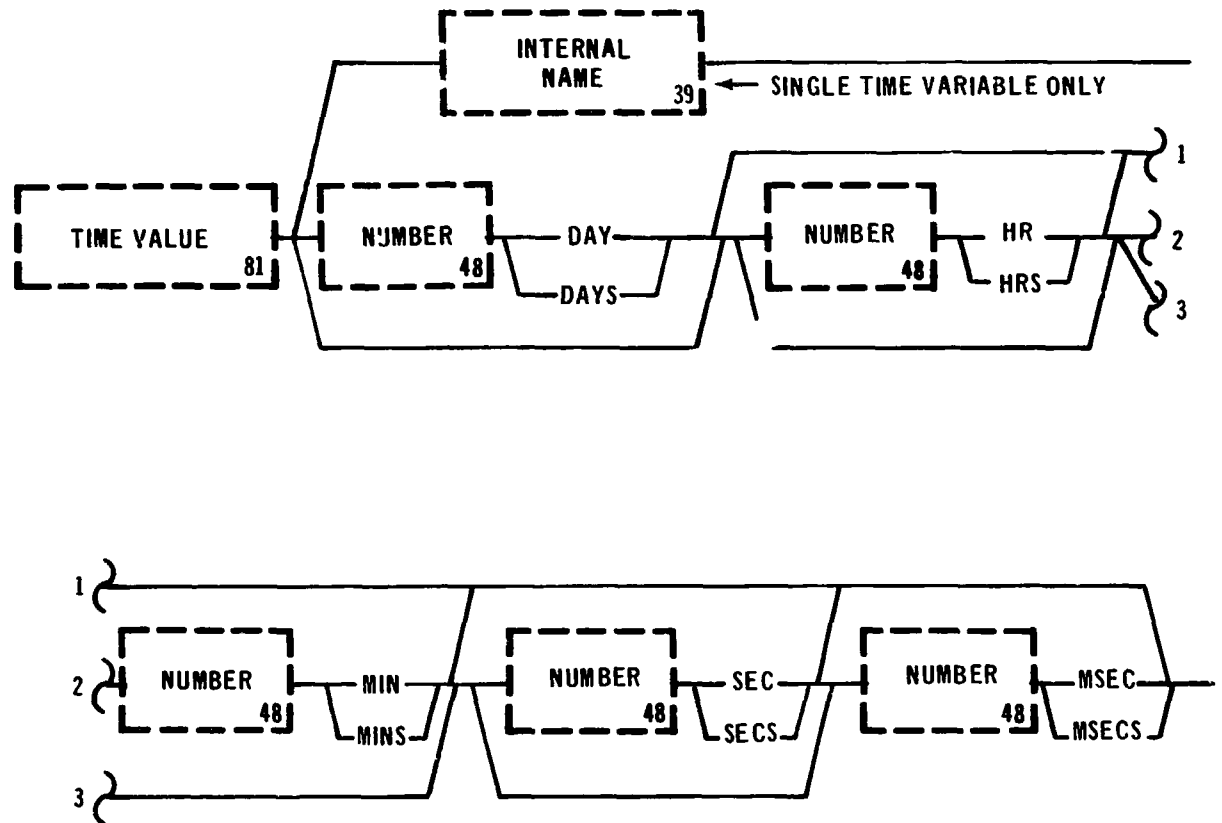 INTERNAL
NAME
39
SINGLE TIME VARIABLE ONLY
1
TIME VALUE
81
NUMBER
48
DAY
DAYS
NUMBER
48
HR
HRS
2
3
1
2
NUMBER
48
MIN
MINS
NUMBER
48
SEC
SECS
NUMBER
48
MSEC
MSECS
3